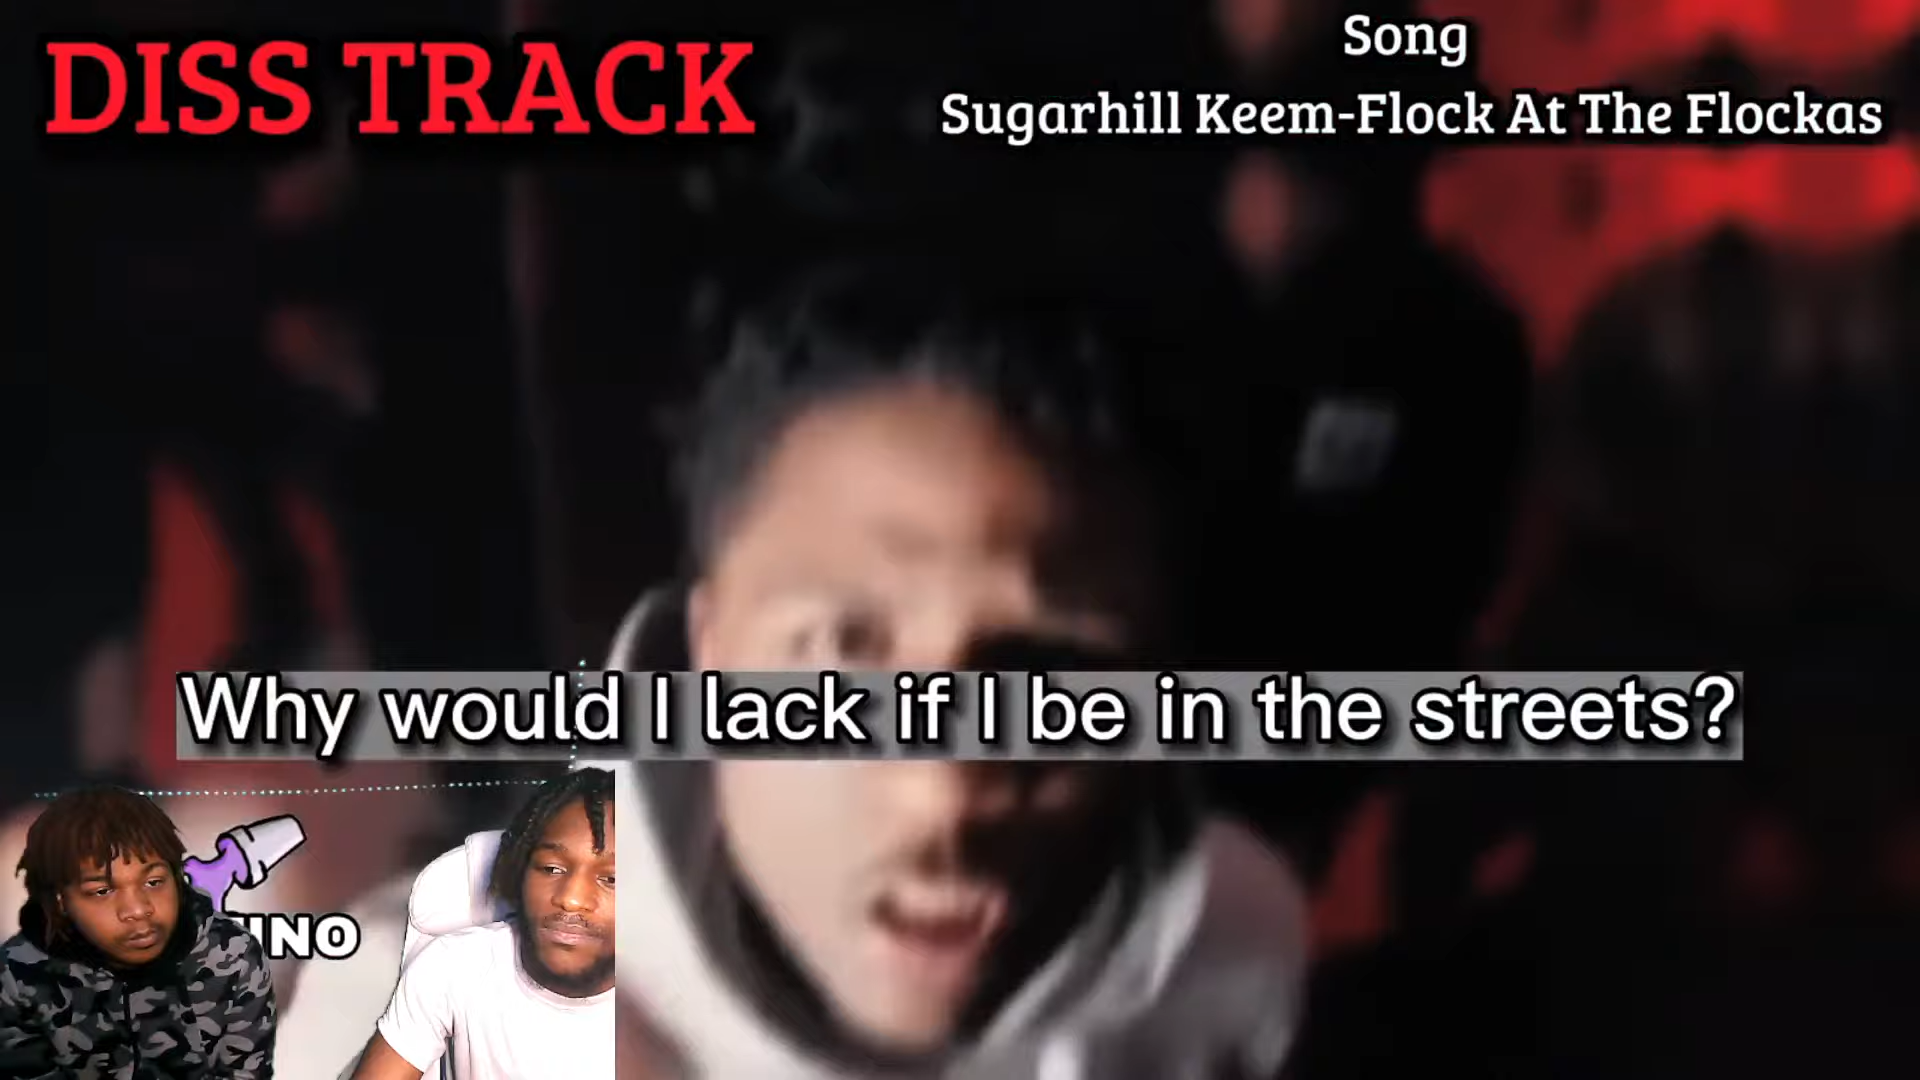 DISS TRACK
Song
Sugarhill Keem-Flock At The Flockas
Why would I lack if I be in the streets?